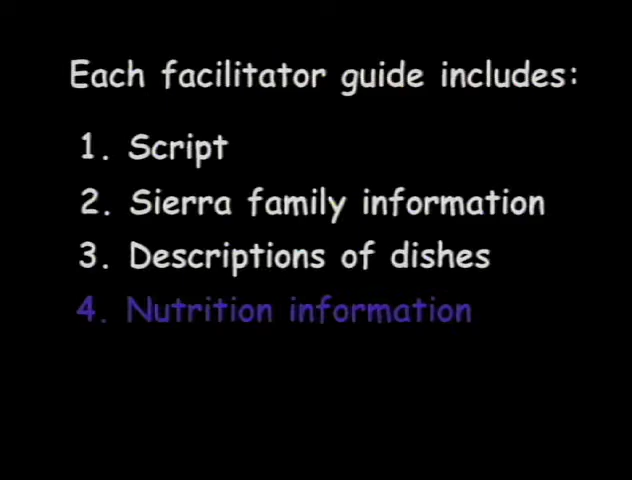 Each facilitator guide includes:
1. Script
2. Sierra family information
3. Descriptions of dishes
4. Nutrition information